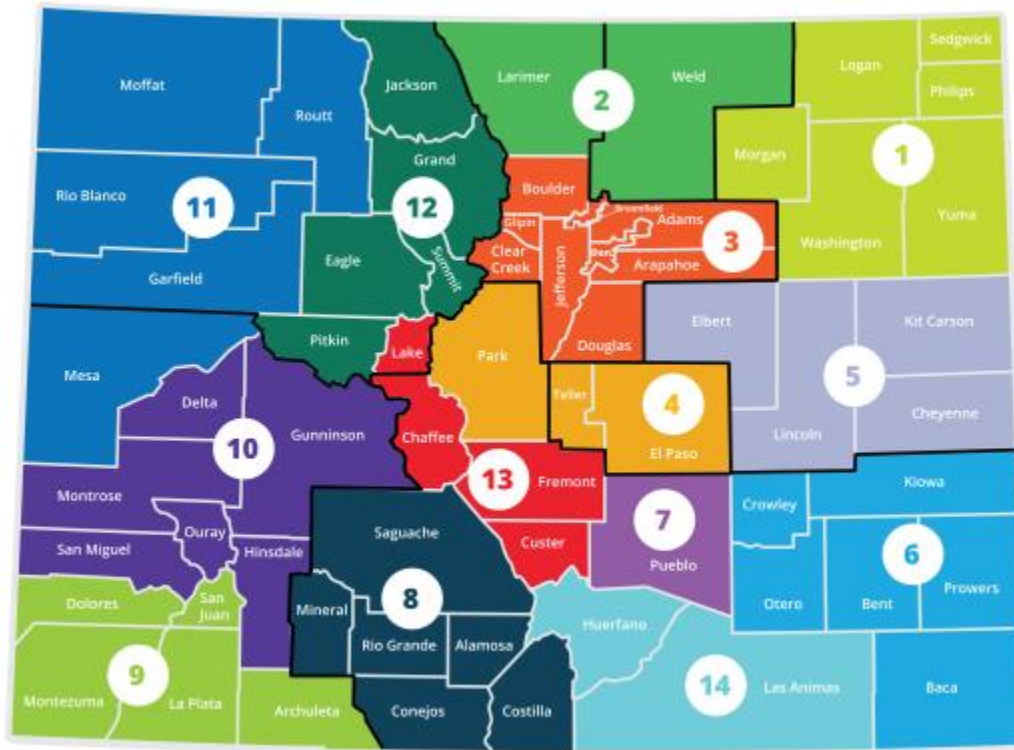 Moffat
Routt
Jackson
Larimer
2
Weld
Logan
Sedgwick
Philips
Grand
Morgan
1
Rio Blanco
11
12
Boulder
Yuma
Gilpin
Broomfield
Adams
3
Washington
Eagle
Summit
Clear
Creek
Jefferson
Den.
Arapahoe
Garfield
Pitkin
Lake
Park
Douglas
Elbert
Kit Carson
Mesa
5
Delta
Teller
4
Cheyenne
Gunninson
Chaffee
Lincoln
10
El Paso
13
Fremont
Kiowa
Montrose
Crowley
7
Ouray
Saguache
San Miguel
Hinsdale
Custer
Pueblo
6
Prowers
Dolores
San
Juan
Mineral
8
Otero
Bent
Huerfano
Rio Grande
Alamosa
9
14
Las Animas
Baca
Montezuma
La Plata
Archuleta
Conejos
Costilla